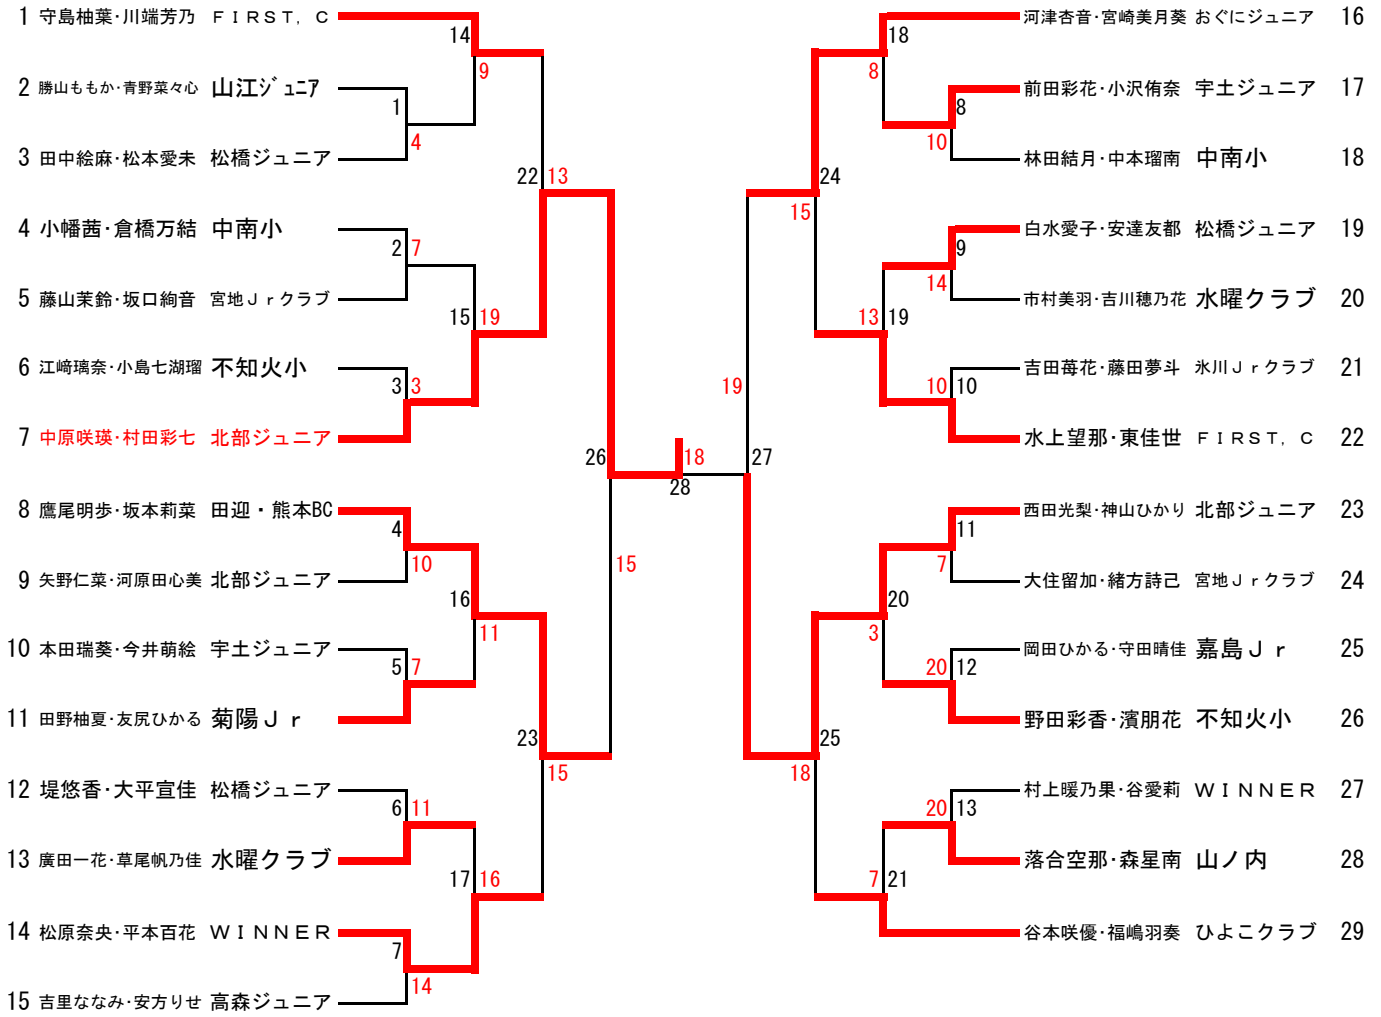 1 守島柚葉・川端芳乃 ＦＩＲＳＴ，Ｃ
14
9
2 勝山ももか・青野菜々心 山江ジュニア
1
4
3 田中絵麻・松本愛未 松橋ジュニア
22 13
4 小幡茜・倉橋万結 中南小
2 7
5 藤山茉鈴・坂口絢音 宮地Ｊｒクラブ
15 19
6 江﨑璃奈・小島七湖瑠 不知火小
3 3
7 中原咲瑛・村田彩七 北部ジュニア
26
8 鷹尾明歩・坂本莉菜 田迎・熊本BC
4
10
9 矢野仁菜・河原田心美 北部ジュニア
15
16
11
10 本田瑞葵・今井萌絵 宇土ジュニア
5 7
11 田野柚夏・友尻ひかる 菊陽Ｊｒ
23
15
12 堤悠香・大平宣佳 松橋ジュニア
6 11
13 廣田一花・草尾帆乃佳 水曜クラブ
17 16
14 松原奈央・平本百花 ＷＩＮＮＥＲ
7
14
15 吉里ななみ・安方りせ 高森ジュニア
18
28
河津杏音・宮崎美月葵 おぐにジュニア 16
18
8
前田彩花・小沢侑奈 宇土ジュニア 17
8
10
林田結月・中本瑠南 中南小 18
24
15
白水愛子・安達友都 松橋ジュニア 19
9
14
市村美羽・吉川穂乃花 水曜クラブ 20
13 19
吉田苺花・藤田夢斗 氷川Ｊｒクラブ 21
10 10
水上望那・東佳世 ＦＩＲＳＴ，Ｃ 22
19
27
西田光梨・神山ひかり 北部ジュニア 23
11
7
大住留加・緒方詩己 宮地Ｊｒクラブ 24
20
3
岡田ひかる・守田晴佳 嘉島Ｊｒ 25
20 12
野田彩香・濱朋花 不知火小 26
25
18
村上暖乃果・谷愛莉 ＷＩＮＮＥＲ 27
20 13
落合空那・森星南 山ノ内 28
7 21
谷本咲優・福嶋羽奏 ひよこクラブ 29